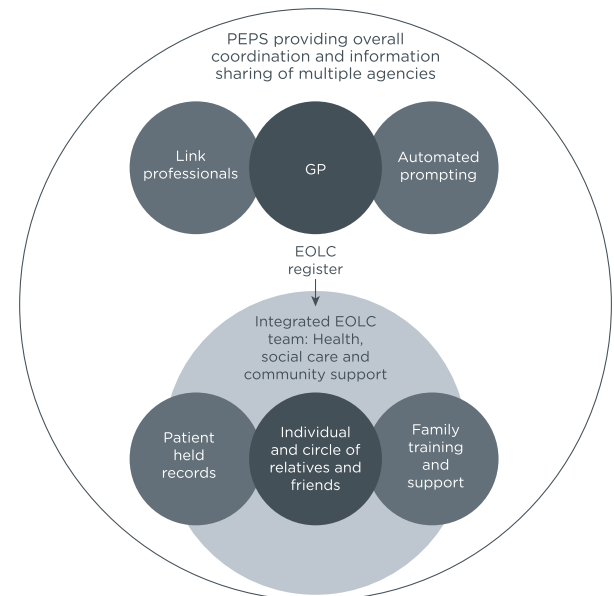 PEPS providing overall
coordination and information
sharing of multiple agencies
Link
professionals
GP
Automated
prompting
EOLC
register
Integrated EOLC
team: Health,
social care and
community support
Patient
held
records
Individual
and circle of
relatives and
friends
Family
training
and
support